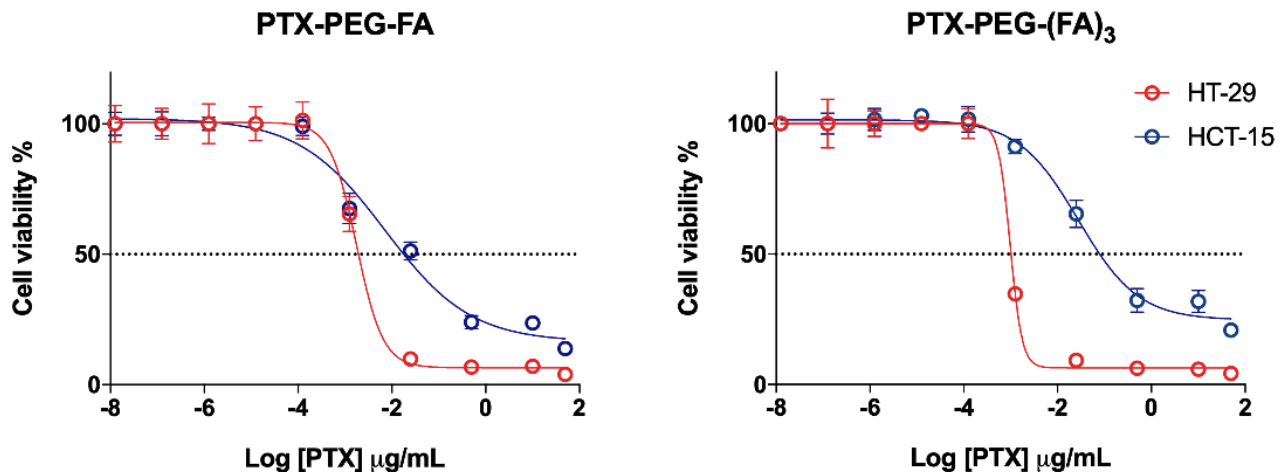 PTX-PEG-FA
Cell viability %
100
50
0
-8 -6 -4 -2 0 2
Log [PTX] μg/mL
PTX-PEG-(FA)₃
HT-29
HCT-15
Cell viability %
100
50
0
-8 -6 -4 -2 0 2
Log [PTX] μg/mL